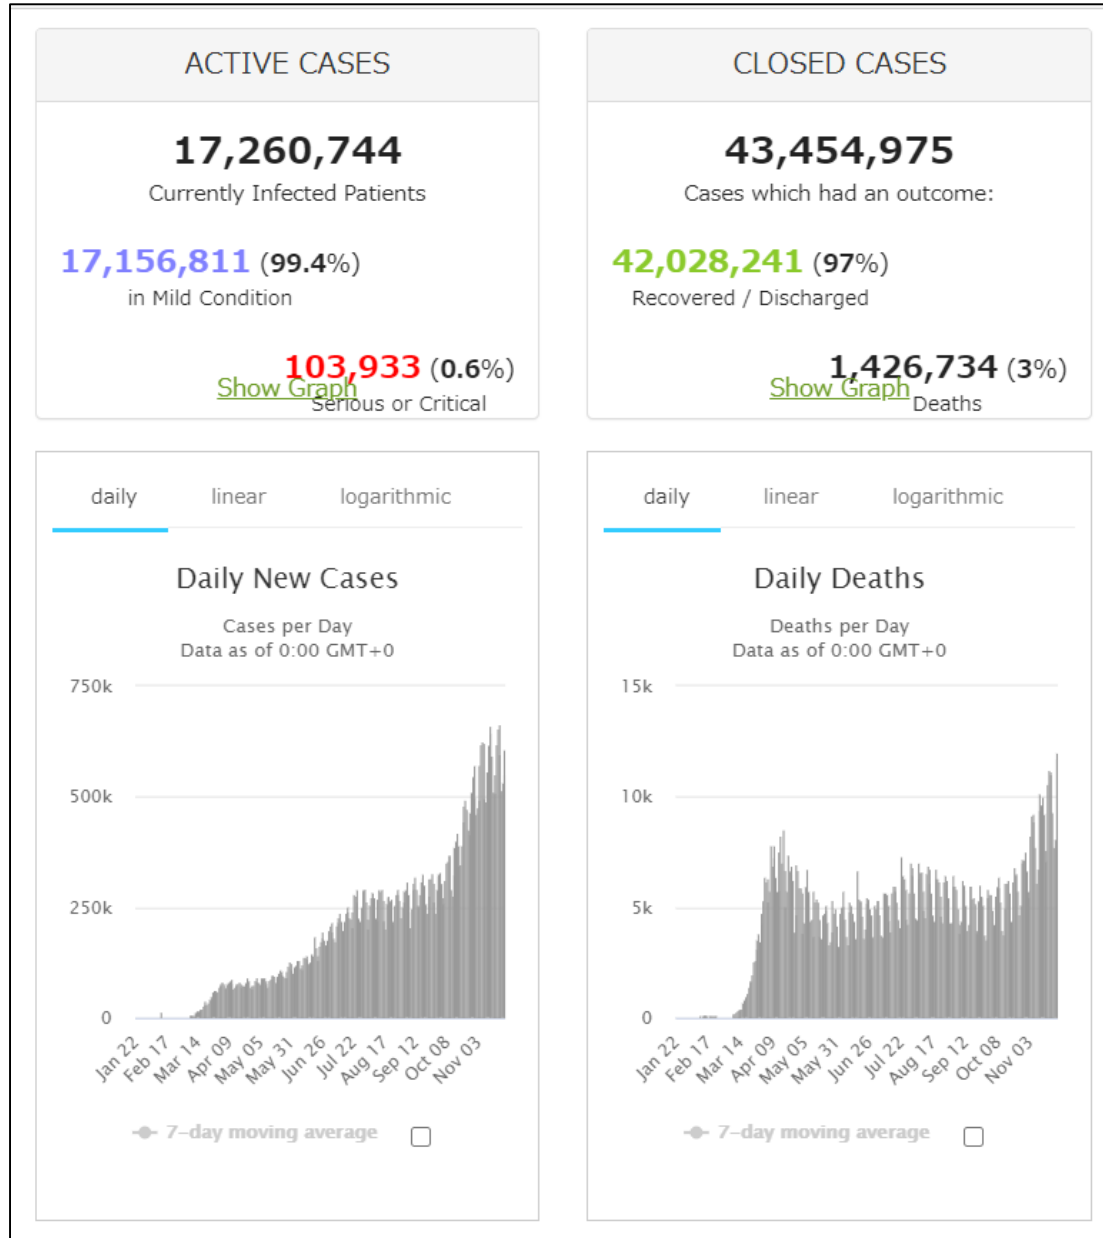 ACTIVE CASES
17,260,744
Currently Infected Patients
17,156,811 (99.4%)
in Mild Condition
103,933 (0.6%)
Show Graph
Serious or Critical
CLOSED CASES
43,454,975
Cases which had an outcome:
42,028,241 (97%)
Recovered / Discharged
1,426,734 (3%)
Show Graph
Deaths
daily linear logarithmic
Daily New Cases
Cases per Day
Data as of 0:00 GMT+0
750k
500k
250k
0
Jan 22 Feb 17 Mar 14 Apr 09 May 05 May 31 Jun 26 Jul 22 Aug 17 Sep 12 Oct 08 Nov 03
7-day moving average
daily linear logarithmic
Daily Deaths
Deaths per Day
Data as of 0:00 GMT+0
15k
10k
5k
0
Jan 22 Feb 17 Mar 14 Apr 09 May 05 May 31 Jun 26 Jul 22 Aug 17 Sep 12 Oct 08 Nov 03
7-day moving average